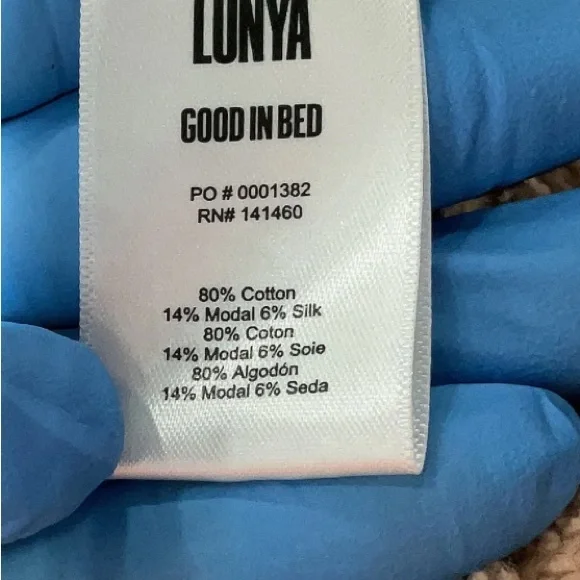 LUNYA
GOOD IN BED
PO # 0001382
RN# 141460
80% Cotton
14% Modal 6% Silk
80% Coton
14% Modal 6% Soie
80% Algodón
14% Modal 6% Seda